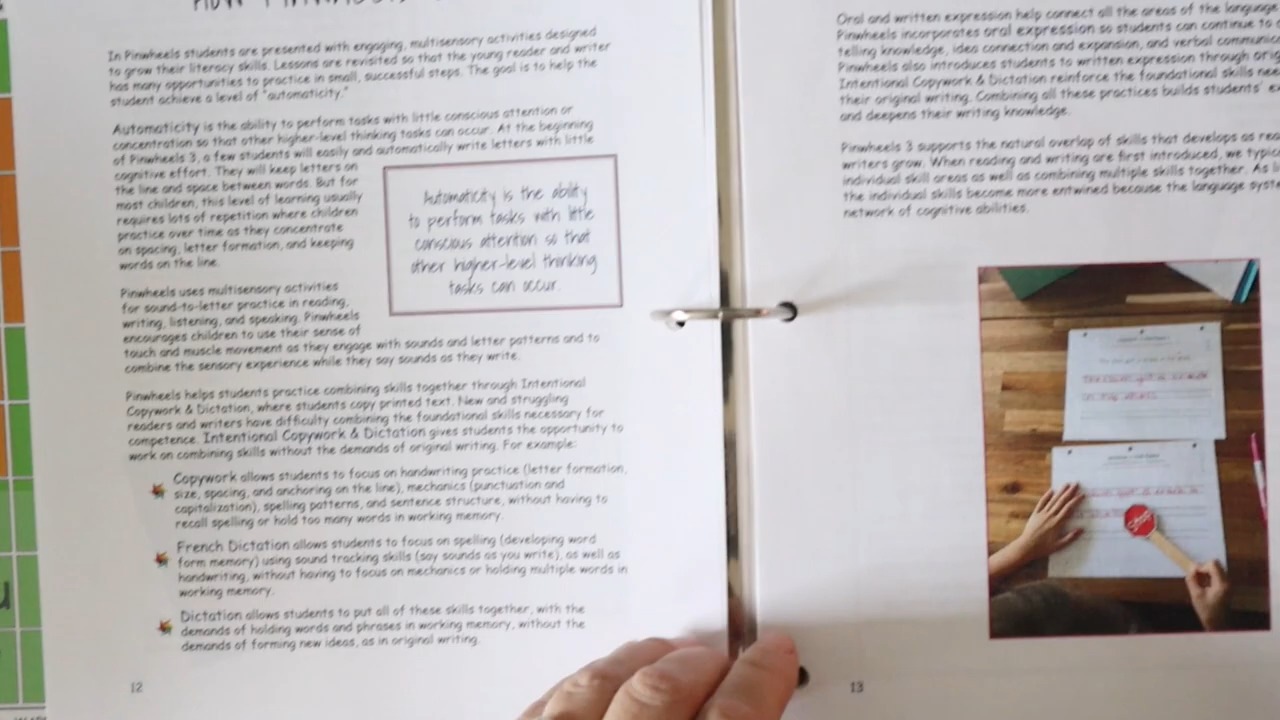 In Pinwheels students are presented with engaging, multisensory activities designed
to grow their literacy skills. Lessons are revisited so that the young reader and writer
has many opportunities to practice in small, successful steps. The goal is to help the
student achieve a level of "automaticity."
Automaticity is the ability to perform tasks with little conscious attention or
concentration so that other higher-level thinking tasks can occur. At the beginning
of Pinwheels 3, a few students will easily and automatically write letters with little
cognitive effort. They will keep letters on
the line and space between words. But for
most children, this level of learning usually
requires lots of repetition where children
practice over time as they concentrate
on spacing, letter formation, and keeping
words on the line.
Automaticity is the ability
to perform tasks with little
conscious attention so that
other higher-level thinking
tasks can occur.
Pinwheels uses multisensory activities
for sound-to-letter practice in reading,
writing, listening, and speaking. Pinwheels
encourages children to use their sense of
touch and muscle movement as they engage with sounds and letter patterns and to
combine the sensory experience while they say sounds as they write.
Pinwheels helps students practice combining skills together through Intentional
Copywork & Dictation, where students copy printed text. New and struggling
readers and writers have difficulty combining the foundational skills necessary for
competence. Intentional Copywork & Dictation gives students the opportunity to
work on combining skills without the demands of original writing. For example:
Copywork allows students to focus on handwriting practice (letter formation,
size, spacing, and anchoring on the line), mechanics (punctuation and
capitalization), spelling patterns, and sentence structure, without having to
recall spelling or hold too many words in working memory.
French Dictation allows students to focus on spelling (developing word
form memory) using sound tracking skills (say sounds as you write), as well as
handwriting, without having to focus on mechanics or holding multiple words in
working memory.
Dictation allows students to put all of these skills together, with the
demands of holding words and phrases in working memory, without the
demands of forming new ideas, as in original writing.
12
Oral and written expression help connect all the areas of the language
Pinwheels incorporates oral expression so students can continue to
telling knowledge, idea connection and expansion, and verbal
Pinwheels also introduces students to written expression through
Intentional Copywork & Dictation reinforce the foundational skills
their original writing. Combining all these practices builds students'
and deepens their writing knowledge.
Pinwheels 3 supports the natural overlap of skills that develops as
writers grow. When reading and writing are first introduced, we
individual skill areas as well as combining multiple skills together. As
the individual skills become more entwined because the language
network of cognitive abilities.
STOP
13